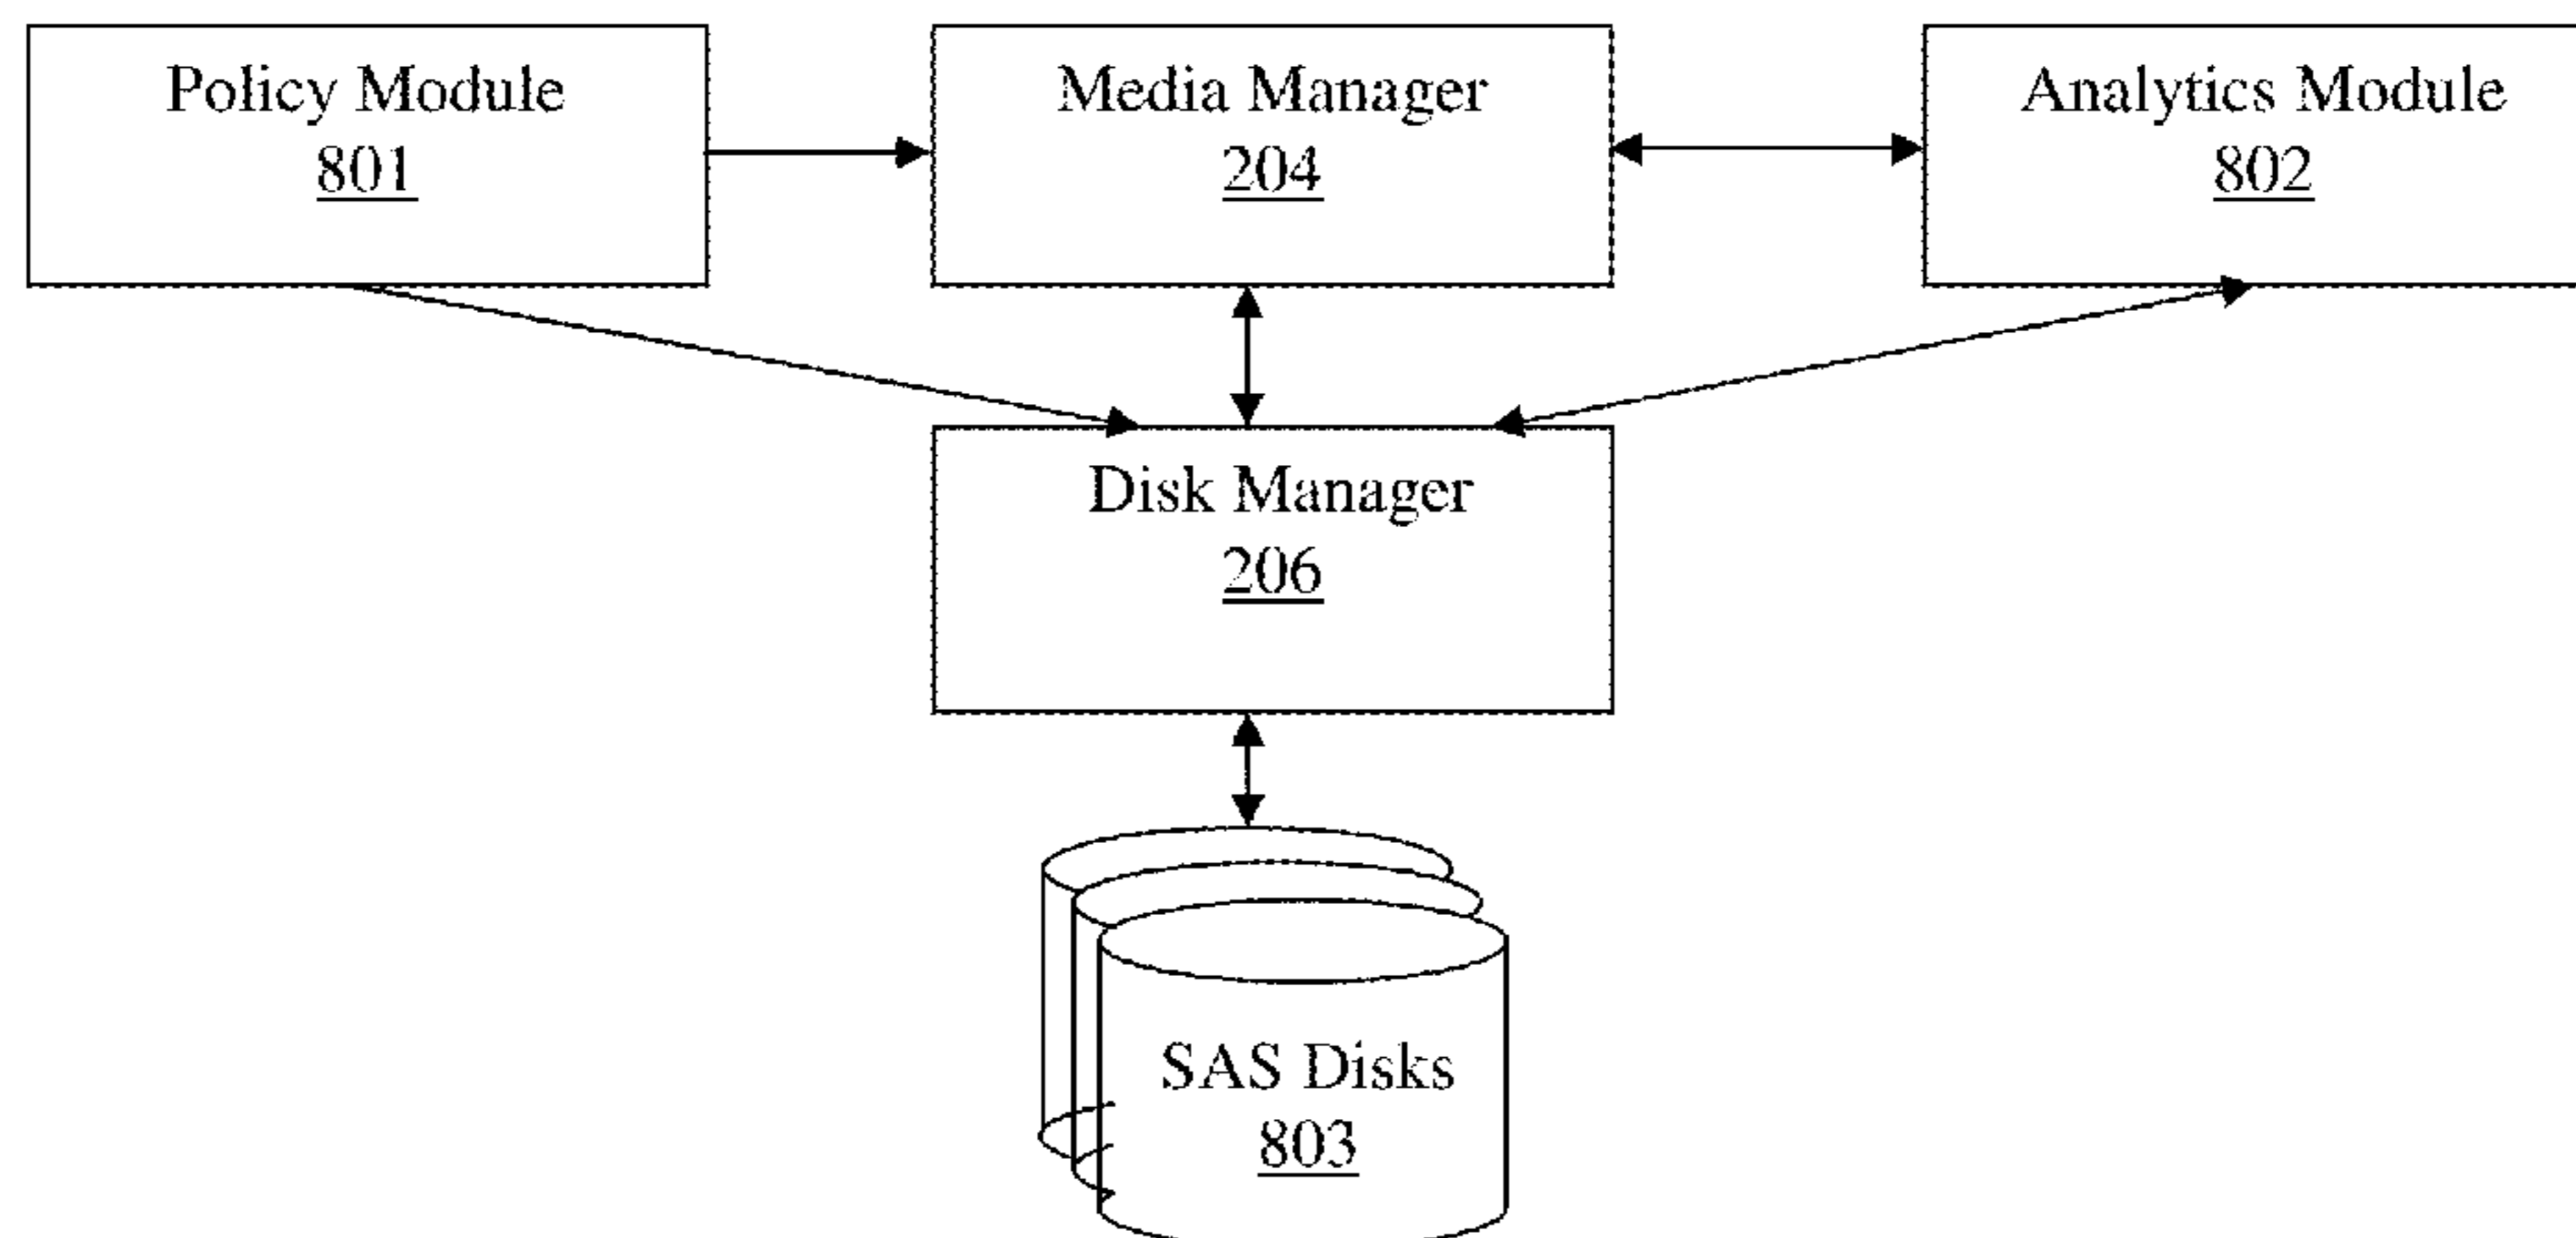 Policy Module
801
Media Manager
204
Analytics Module
802
Disk Manager
206
SAS Disks
803